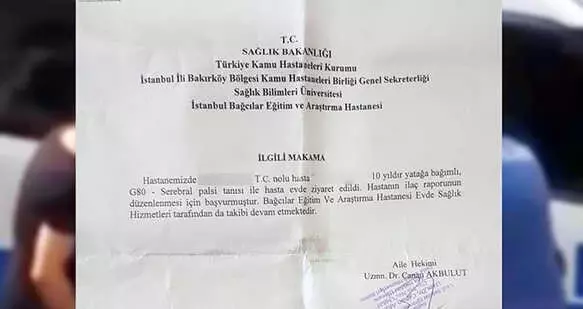 T.C.
SAĞLIK BAKANLIĞI
Türkiye Kamu Hastaneleri Kurumu
İstanbul İli Bakırköy Bölgesi Kamu Hastaneleri Birliği Genel Sekreterliği
Sağlık Bilimleri Üniversitesi
İstanbul Bağcılar Eğitim ve Araştırma Hastanesi
İLGİLİ MAKAMA
Hastanemizde T.C. nolu hasta 10 yıldır yatağa bağımlı,
G80 - Serebral palsi tanısı ile hasta evde ziyaret edildi. Hastanın ilaç raporunun
düzenlenmesi için başvurmuştur. Bağcılar Eğitim Ve Araştırma Hastanesi Evde Sağlık
Hizmetleri tarafından da takibi devam etmektedir.
Aile Hekimi
Uzmn. Dr. Canan AKBULUT